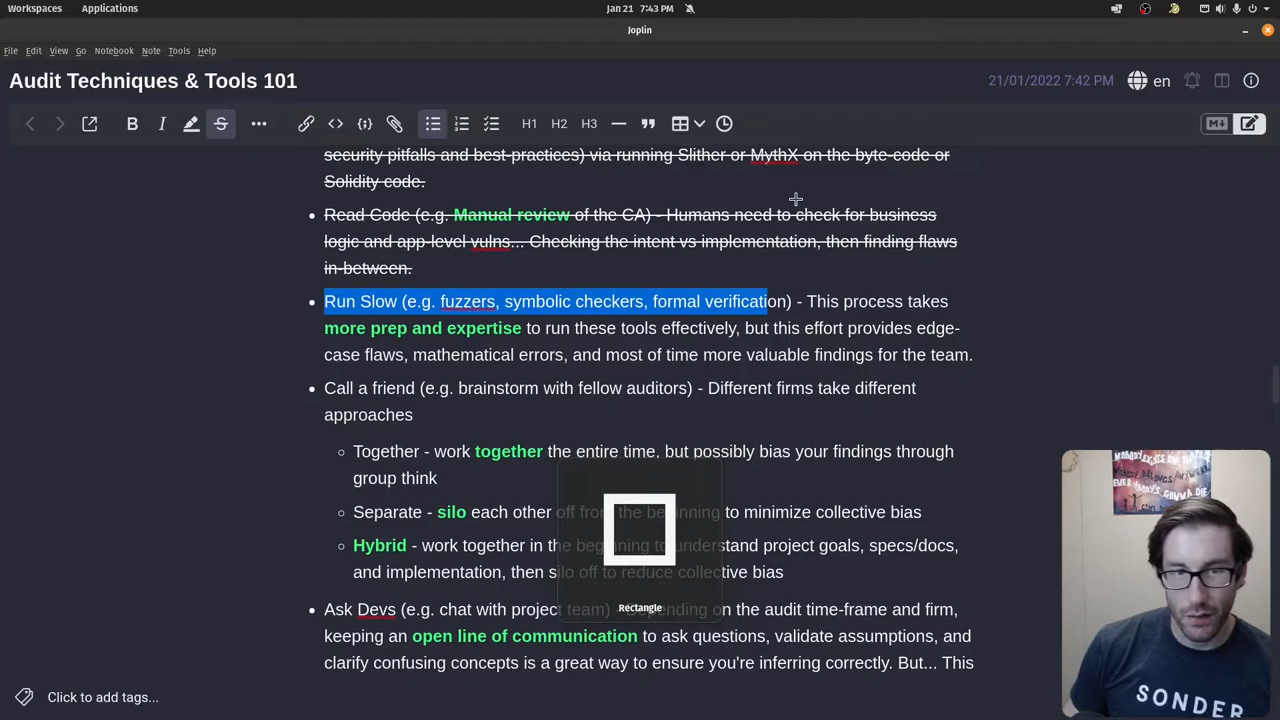 Workspaces Applications Jan 21 7:43 PM
Joplin
File Edit View Go Notebook Note Tools Help
Audit Techniques & Tools 101 21/01/2022 7:42 PM en
B I S H1 H2 H3 M
security pitfalls and best-practices) via running Slither or MythX on the byte-code or
Solidity code.
• Read Code (e.g. Manual review of the CA) - Humans need to check for business
logic and app-level vulns... Checking the intent vs implementation, then finding flaws
in-between.
• Run Slow (e.g. fuzzers, symbolic checkers, formal verification) - This process takes
more prep and expertise to run these tools effectively, but this effort provides edge-
case flaws, mathematical errors, and most of time more valuable findings for the team.
• Call a friend (e.g. brainstorm with fellow auditors) - Different firms take different
approaches
Together - work together the entire time, but possibly bias your findings through
group think
Separate - silo each other off from the beginning to minimize collective bias
Hybrid - work together in the beginning to understand project goals, specs/docs,
and implementation, then silo off to reduce collective bias
• Ask Devs (e.g. chat with project team) - Depending on the audit time-frame and firm,
Rectangle
keeping an open line of communication to ask questions, validate assumptions, and
clarify confusing concepts is a great way to ensure you're inferring correctly. But... This
Click to add tags...
NOBODY EXISTS
NOBODY BELONGS
SONDER